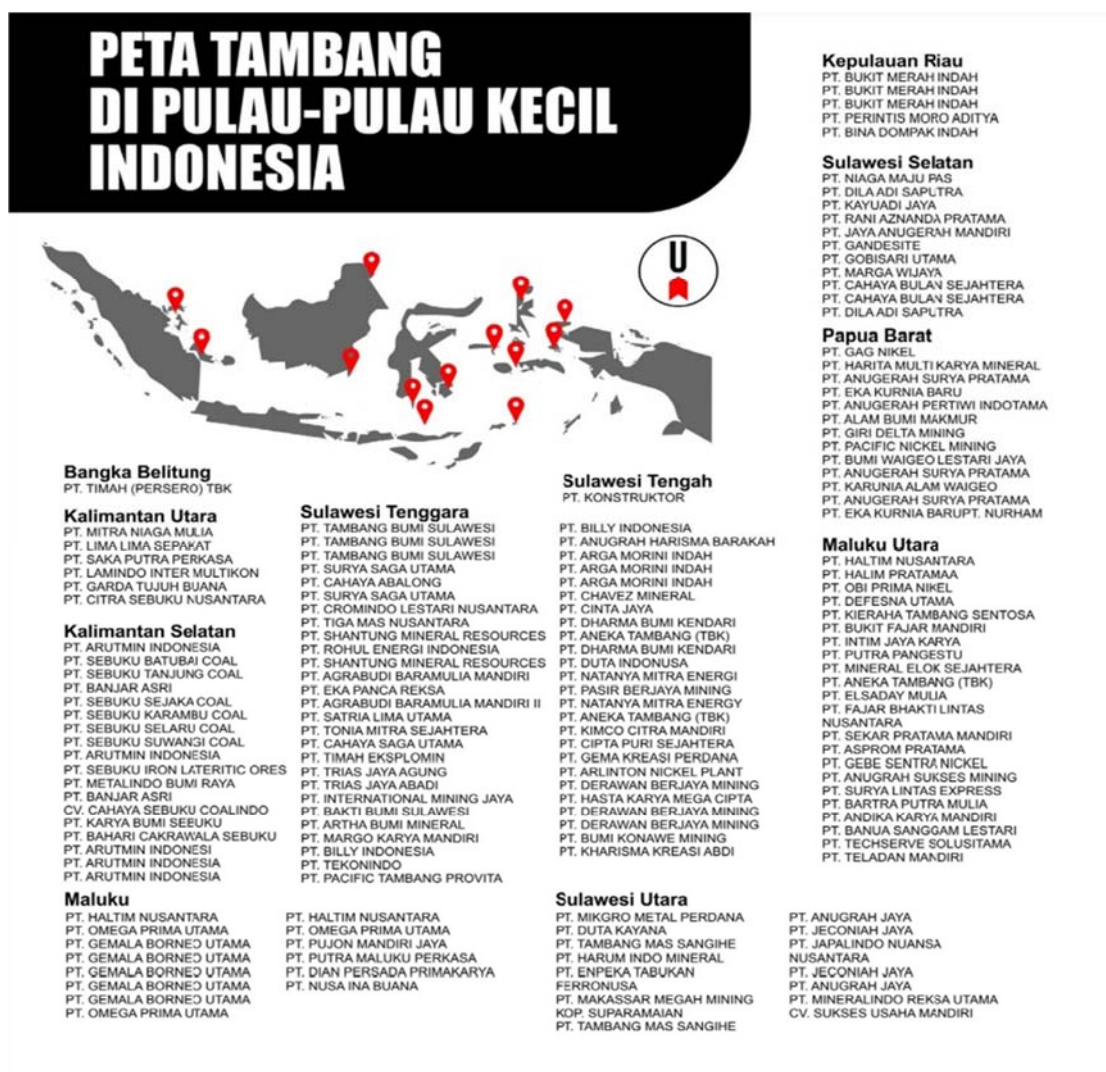 PETA TAMBANG
DI PULAU-PULAU KECIL
INDONESIA
U
Bangka Belitung
PT. TIMAH (PERSERO) TBK
Kalimantan Utara
PT. MITRA NIAGA MULIA
PT. LIMA LIMA SEPAKAT
PT. SAKA PUTRA PERKASA
PT. LAMINDO INTER MULTIKON
PT. GARDA TUJUH BUANA
PT. CITRA SEBUKU NUSANTARA
Kalimantan Selatan
PT. ARUTMIN INDONESIA
PT. SEBUKU BATUBAI COAL
PT. SEBUKU TANJUNG COAL
PT. BANJAR ASRI
PT. SEBUKU SEJAKA COAL
PT. SEBUKU KARAMBU COAL
PT. SEBUKU SELARU COAL
PT. SEBUKU SUWANGI COAL
PT. ARUTMIN INDONESIA
PT. SEBUKU IRON LATERITIC ORES
PT. METALINDO BUMI RAYA
PT. BANJAR ASRI
CV. CAHAYA SEBUKU COALINDO
PT. KARYA BUMI SEBUKU
PT. BAHARI CAKRAWALA SEBUKU
PT. ARUTMIN INDONESI
PT. ARUTMIN INDONESIA
PT. ARUTMIN INDONESIA
Sulawesi Tenggara
PT. TAMBANG BUMI SULAWESI
PT. TAMBANG BUMI SULAWESI
PT. TAMBANG BUMI SULAWESI
PT. SURYA SAGA UTAMA
PT. CAHAYA ABALONG
PT. SURYA SAGA UTAMA
PT. CROMINDO LESTARI NUSANTARA
PT. TIGA MAS NUSANTARA
PT. SHANTUNG MINERAL RESOURCES
PT. ROHUL ENERGI INDONESIA
PT. SHANTUNG MINERAL RESOURCES
PT. AGRABUDI BARAMULIA MANDIRI
PT. EKA PANCA REKSA
PT. AGRABUDI BARAMULIA MANDIRI II
PT. SATRIA LIMA UTAMA
PT. TONIA MITRA SEJAHTERA
PT. CAHAYA SAGA UTAMA
PT. TIMAH EKSPLOMIN
PT. TRIAS JAYA AGUNG
PT. TRIAS JAYA ABADI
PT. INTERNATIONAL MINING JAYA
PT. BAKTI BUMI SULAWESI
PT. ARTHA BUMI MINERAL
PT. MARGO KARYA MANDIRI
PT. BILLY INDONESIA
PT. TEKONINDO
PT. PACIFIC TAMBANG PROVITA
Sulawesi Tengah
PT. KONSTRUKTOR
PT. BILLY INDONESIA
PT. ANUGRAH HARISMA BARAKAH
PT. ARGA MORINI INDAH
PT. ARGA MORINI INDAH
PT. ARGA MORINI INDAH
PT. CHAVEZ MINERAL
PT. CINTA JAYA
PT. DHARMA BUMI KENDARI
PT. ANEKA TAMBANG (TBK)
PT. DHARMA BUMI KENDARI
PT. DUTA INDONUSA
PT. NATANYA MITRA ENERGI
PT. PASIR BERJAYA MINING
PT. NATANYA MITRA ENERGY
PT. ANEKA TAMBANG (TBK)
PT. KIMCO CITRA MANDIRI
PT. CIPTA PURI SEJAHTERA
PT. GEMA KREASI PERDANA
PT. ARLINTON NICKEL PLANT
PT. DERAWAN BERJAYA MINING
PT. HASTA KARYA MEGA CIPTA
PT. DERAWAN BERJAYA MINING
PT. DERAWAN BERJAYA MINING
PT. BUMI KONAWE MINING
PT. KHARISMA KREASI ABDI
Kepulauan Riau
PT. BUKIT MERAH INDAH
PT. BUKIT MERAH INDAH
PT. BUKIT MERAH INDAH
PT. PERINTIS MORO ADITYA
PT. BINA DOMPAK INDAH
Sulawesi Selatan
PT. NIAGA MAJU PAS
PT. DILA ADI SAPUTRA
PT. KAYUADI JAYA
PT. RANI AZNANDA PRATAMA
PT. JAYA ANUGERAH MANDIRI
PT. GANDESITE
PT. GOBISARI UTAMA
PT. MARGA WIJAYA
PT. CAHAYA BULAN SEJAHTERA
PT. CAHAYA BULAN SEJAHTERA
PT. DILA ADI SAPUTRA
Papua Barat
PT. GAG NIKEL
PT. HARITA MULTI KARYA MINERAL
PT. ANUGERAH SURYA PRATAMA
PT. EKA KURNIA BARU
PT. ANUGERAH PERTIWI INDOTAMA
PT. ALAM BUMI MAKMUR
PT. GIRI DELTA MINING
PT. PACIFIC NICKEL MINING
PT. BUMI WAIGEO LESTARI JAYA
PT. ANUGERAH SURYA PRATAMA
PT. KARUNIA ALAM WAIGEO
PT. ANUGERAH SURYA PRATAMA
PT. EKA KURNIA BARUPT. NURHAM
Maluku Utara
PT. HALTIM NUSANTARA
PT. HALIM PRATAMAA
PT. OBI PRIMA NIKEL
PT. DEFESNA UTAMA
PT. KIERAHA TAMBANG SENTOSA
PT. BUKIT FAJAR MANDIRI
PT. INTIM JAYA KARYA
PT. PUTRA PANGESTU
PT. MINERAL ELOK SEJAHTERA
PT. ANEKA TAMBANG (TBK)
PT. ELSADAY MULIA
PT. FAJAR BHAKTI LINTAS
NUSANTARA
PT. SEKAR PRATAMA MANDIRI
PT. ASPROM PRATAMA
PT. GEBE SENTRA NICKEL
PT. ANUGRAH SUKSES MINING
PT. SURYA LINTAS EXPRESS
PT. BARTRA PUTRA MULIA
PT. ANDIKA KARYA MANDIRI
PT. BANUA SANGGAM LESTARI
PT. TECHSERVE SOLUSITAMA
PT. TELADAN MANDIRI
Maluku
PT. HALTIM NUSANTARA
PT. OMEGA PRIMA UTAMA
PT. GEMALA BORNEO UTAMA
PT. GEMALA BORNEO UTAMA
PT. GEMALA BORNEO UTAMA
PT. GEMALA BORNEO UTAMA
PT. GEMALA BORNEO UTAMA
PT. OMEGA PRIMA UTAMA
PT. HALTIM NUSANTARA
PT. OMEGA PRIMA UTAMA
PT. PUJON MANDIRI JAYA
PT. PUTRA MALUKU PERKASA
PT. DIAN PERSADA PRIMAKARYA
PT. NUSA INA BUANA
Sulawesi Utara
PT. MIKGRO METAL PERDANA
PT. DUTA KAYANA
PT. TAMBANG MAS SANGIHE
PT. HARUM INDO MINERAL
PT. ENPEKA TABUKAN
FERRONUSA
PT. MAKASSAR MEGAH MINING
KOP. SUPARAMAIAN
PT. TAMBANG MAS SANGIHE
PT. ANUGRAH JAYA
PT. JECONIAH JAYA
PT. JAPALINDO NUANSA
NUSANTARA
PT. JECONIAH JAYA
PT. ANUGRAH JAYA
PT. MINERALINDO REKSA UTAMA
CV. SUKSES USAHA MANDIRI